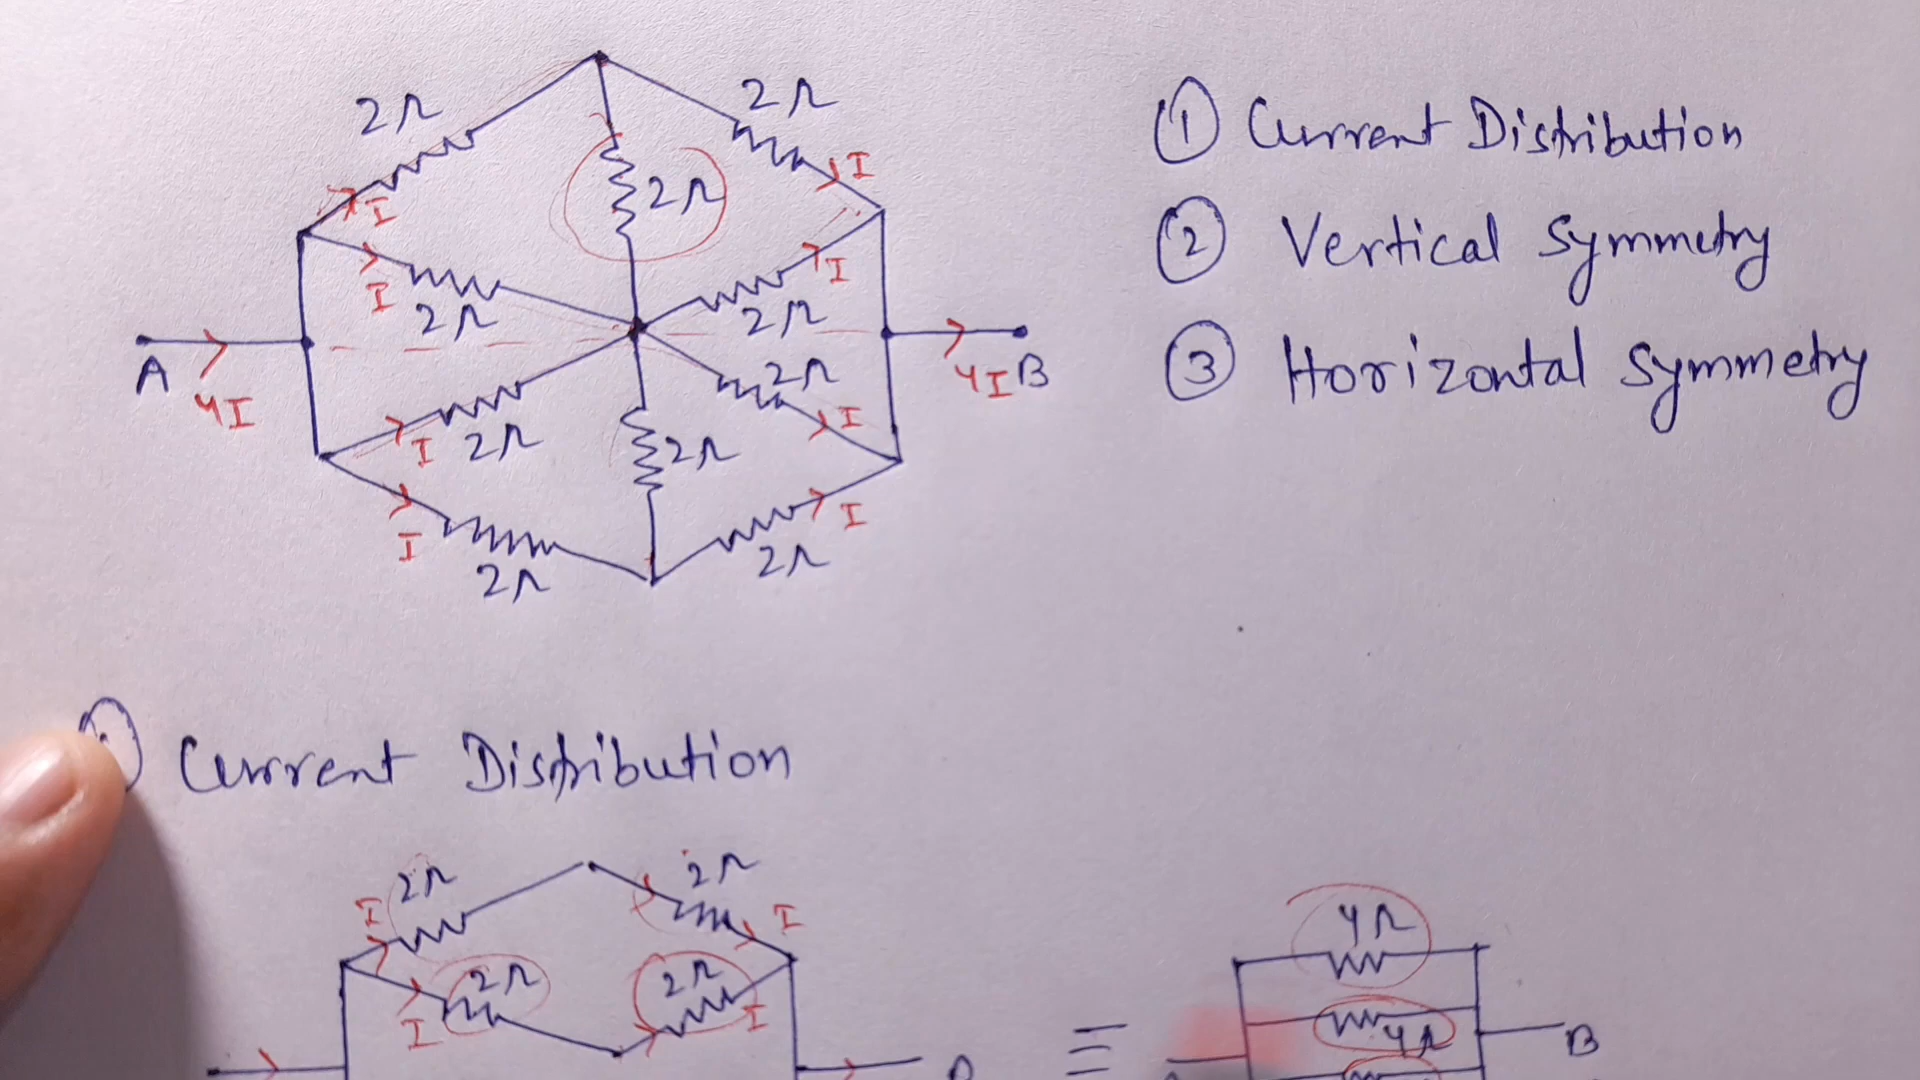 2Ω 2Ω
① Current Distribution
I
I 2Ω
② Vertical Symmetry
I I
2Ω 2Ω
③ Horizontal Symmetry
A 4I 2Ω 4I B
I 2Ω 2Ω I
I I
2Ω 2Ω
① Current Distribution
2Ω 2Ω
I I 4Ω
2Ω 2Ω
I I 4Ω
≡ B